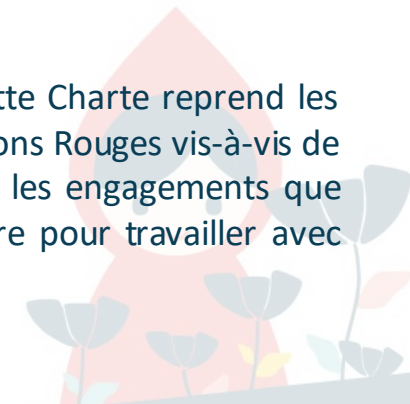 tte Charte reprend les
ons Rouges vis-à-vis de
les engagements que
re pour travailler avec